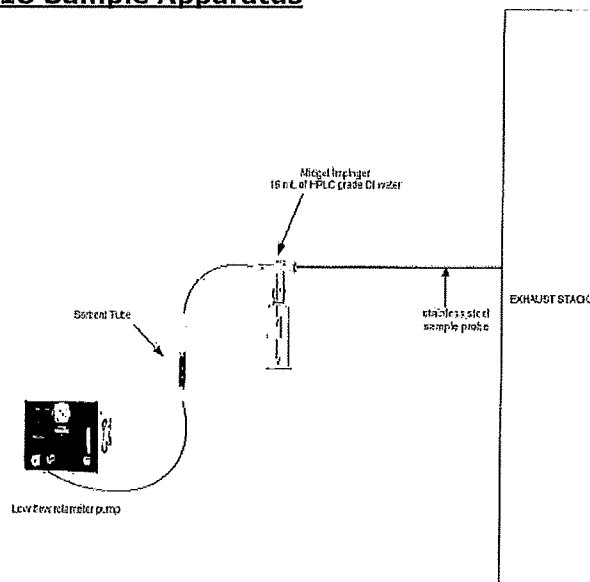 18 Sample Apparatus
Midget Impinger
15 mL of HPLC grade DI water
EXHAUST STACK
stainless steel
sample probe
Sorbent Tube
Low flow rotameter pump